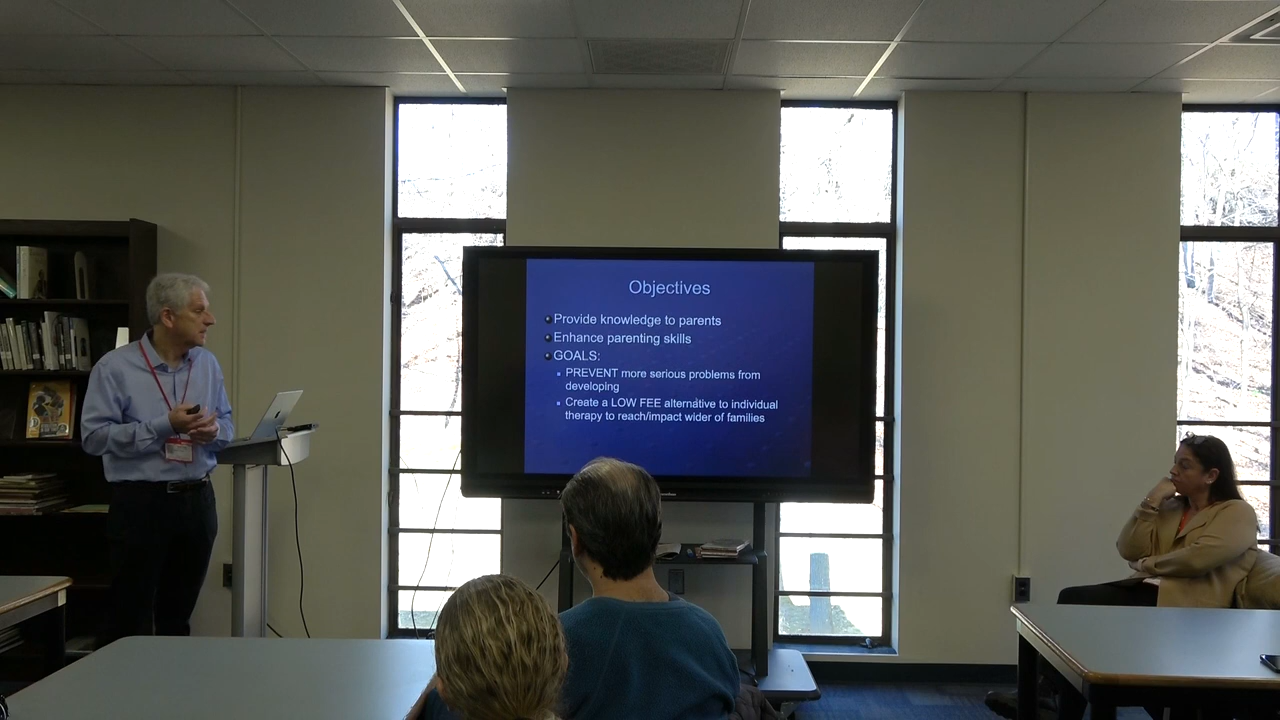 Objectives
Provide knowledge to parents
Enhance parenting skills
GOALS:
PREVENT more serious problems from
developing
Create a LOW FEE alternative to individual
therapy to reach/impact wider of families